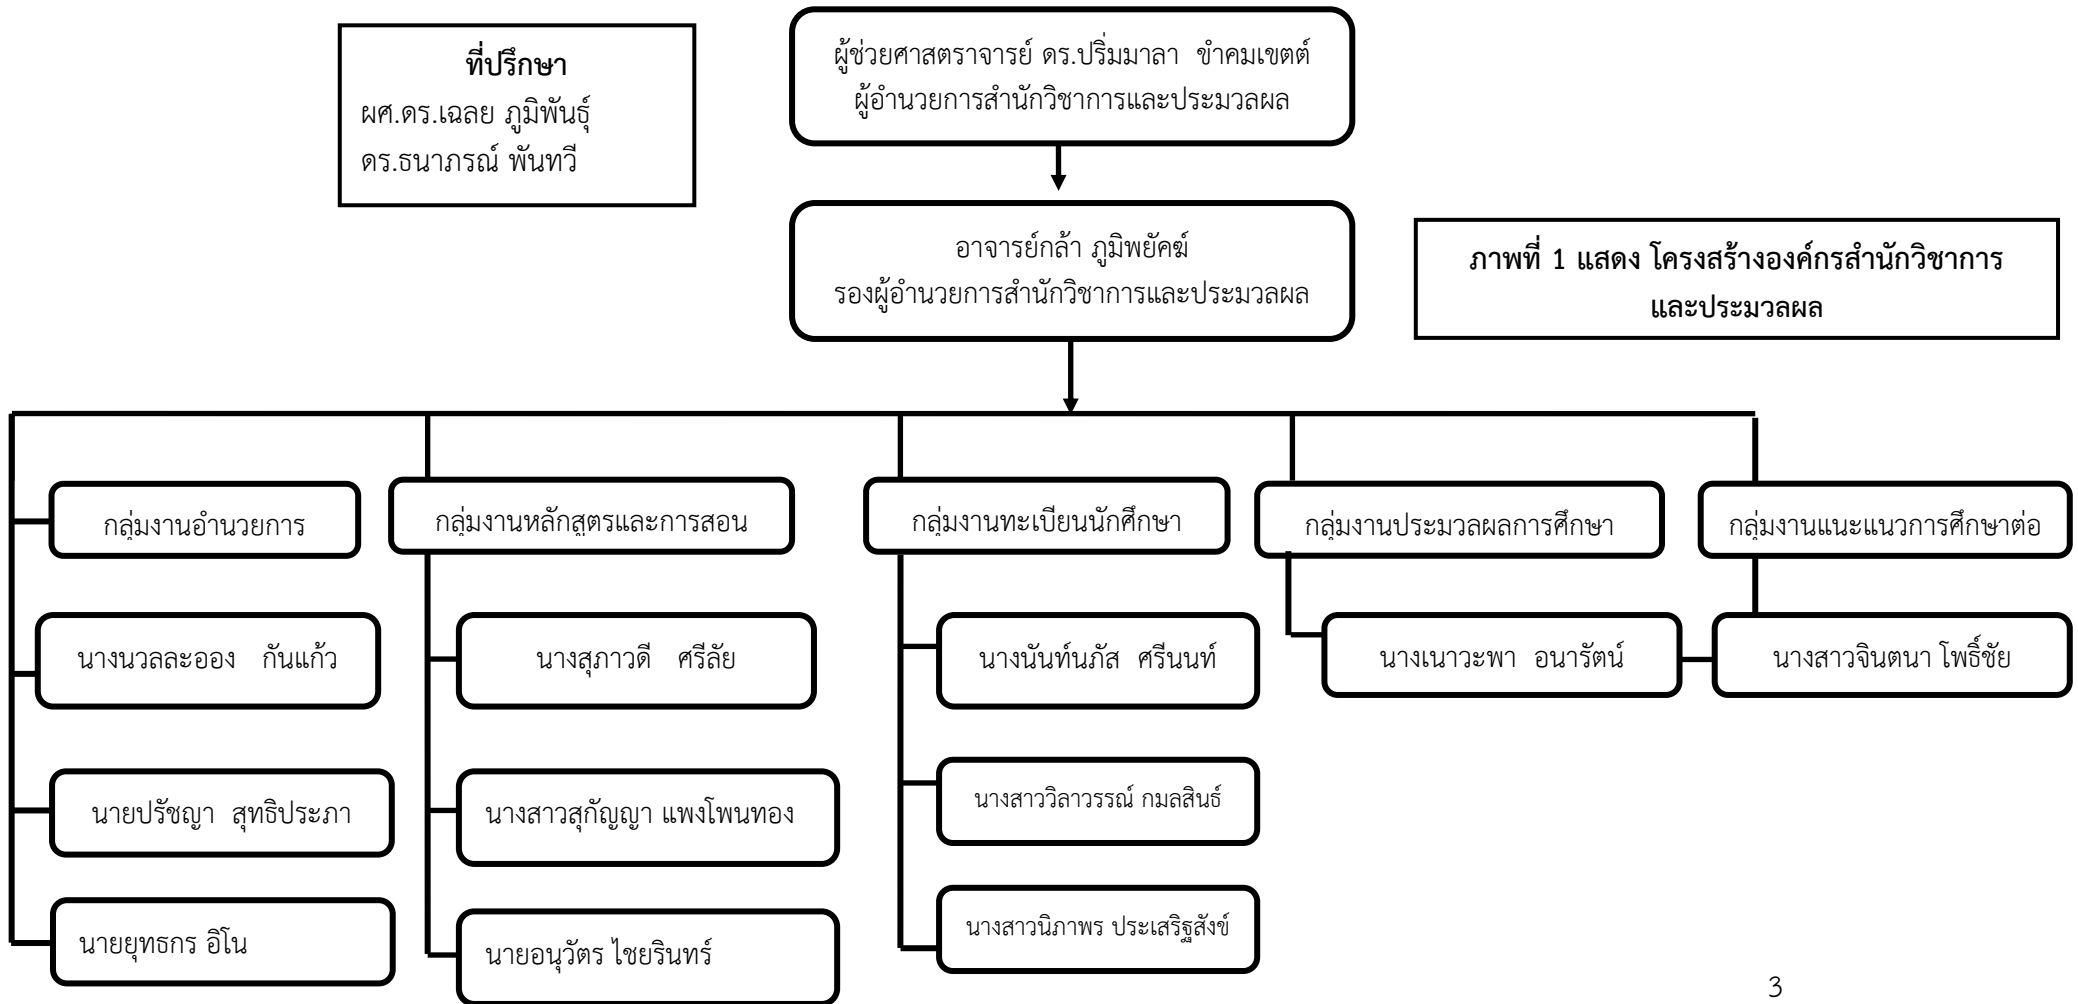 ที่ปรึกษา
ผศ.ดร.เฉลย ภูมิพันธุ์
ดร.ธนาภรณ์ พันทวี
ผู้ช่วยศาสตราจารย์ ดร.ปริ่มมาลา ขำคมเขตต์
ผู้อำนวยการสำนักวิชาการและประมวลผล
อาจารย์กล้า ภูมิพยัคฆ์
รองผู้อำนวยการสำนักวิชาการและประมวลผล
ภาพที่ 1 แสดง โครงสร้างองค์กรสำนักวิชาการ
และประมวลผล
กลุ่มงานอำนวยการ
กลุ่มงานหลักสูตรและการสอน
กลุ่มงานทะเบียนนักศึกษา
กลุ่มงานประมวลผลการศึกษา
กลุ่มงานแนะแนวการศึกษาต่อ
นางนวลละออง กันแก้ว
นางสุภาวดี ศรีลัย
นางนันท์นภัส ศรีนนท์
นางเนาวะพา อนารัตน์
นางสาวจินตนา โพธิ์ชัย
นายปรัชญา สุทธิประภา
นางสาวสุกัญญา แพงโพนทอง
นางสาววิลาวรรณ์ กมลสินธ์
นายยุทธกร อิโน
นายอนุวัตร ไชยรินทร์
นางสาวนิภาพร ประเสริฐสังข์
3